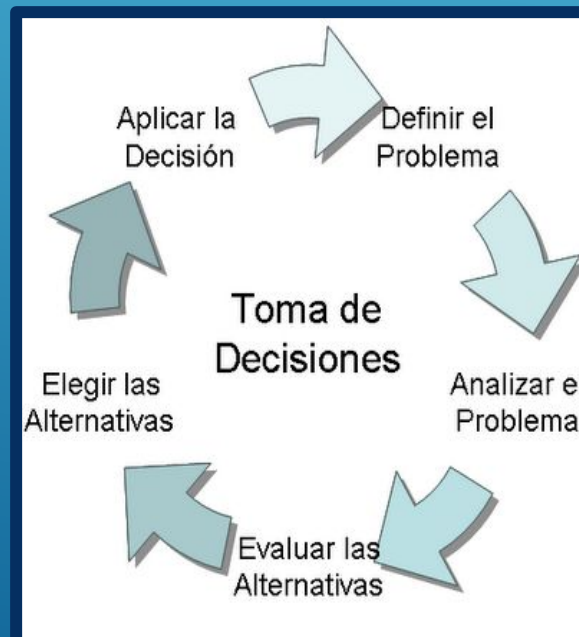 Aplicar la
Decisión
Definir el
Problema
Toma de
Decisiones
Elegir las
Alternativas
Analizar e
Problema
Evaluar las
Alternativas